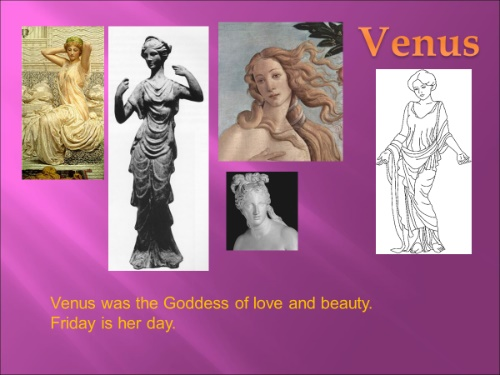 Venus
Venus was the Goddess of love and beauty.
Friday is her day.